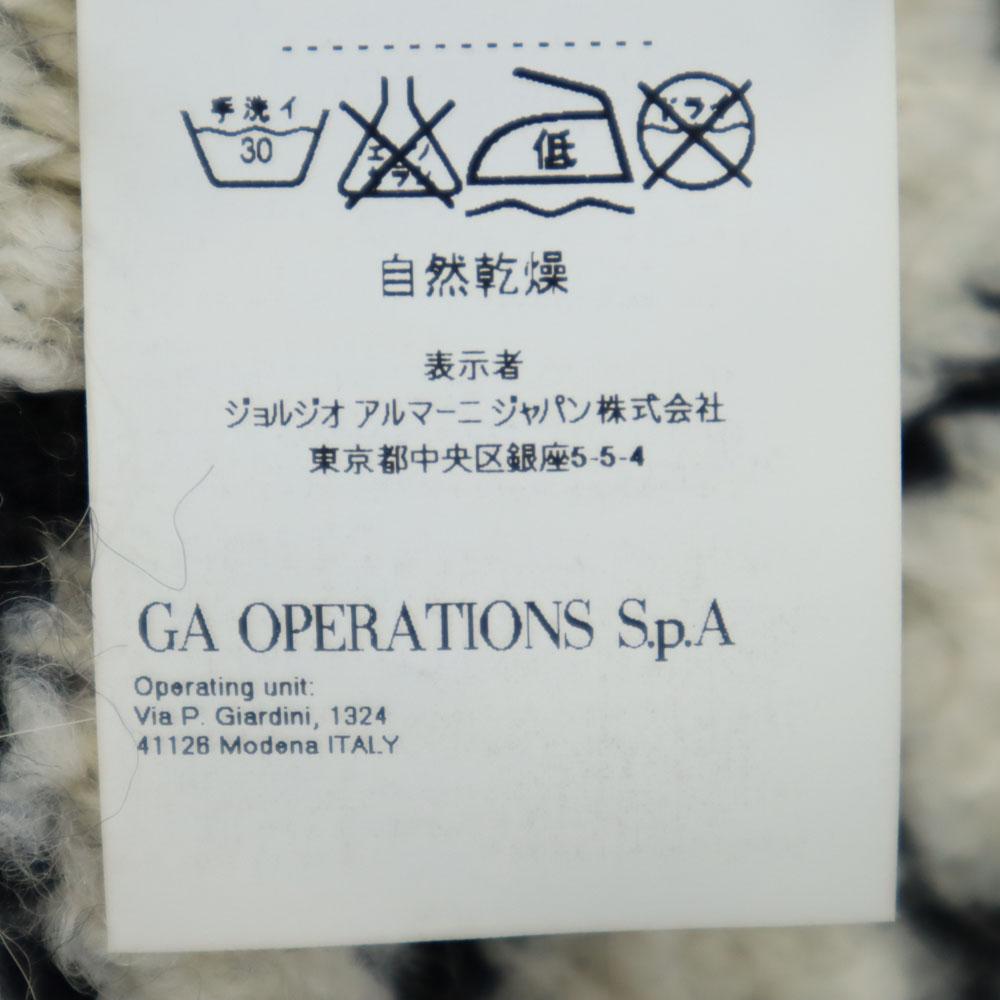 手洗イ
30
低
ドライ
自然乾燥
表示者
ジョルジオ アルマーニ ジャパン株式会社
東京都中央区銀座5-5-4
GA OPERATIONS S.p.A
Operating unit:
Via P. Giardini, 1324
41126 Modena ITALY